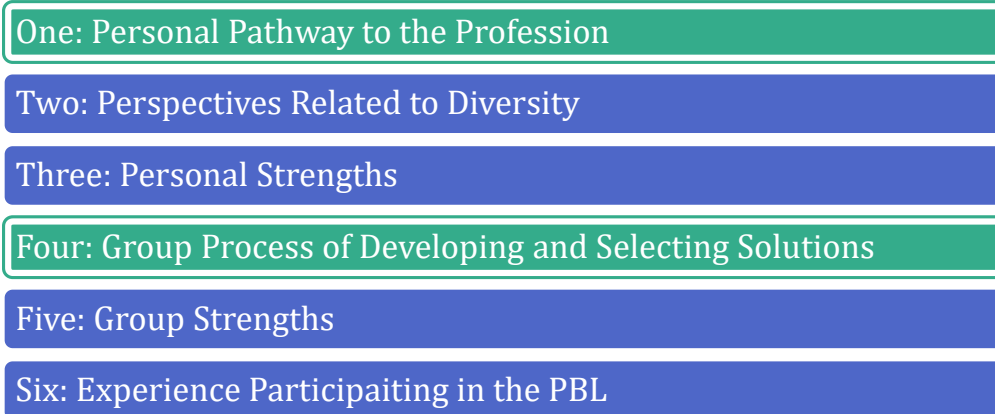 One: Personal Pathway to the Profession
Two: Perspectives Related to Diversity
Three: Personal Strengths
Four: Group Process of Developing and Selecting Solutions
Five: Group Strengths
Six: Experience Participaiting in the PBL